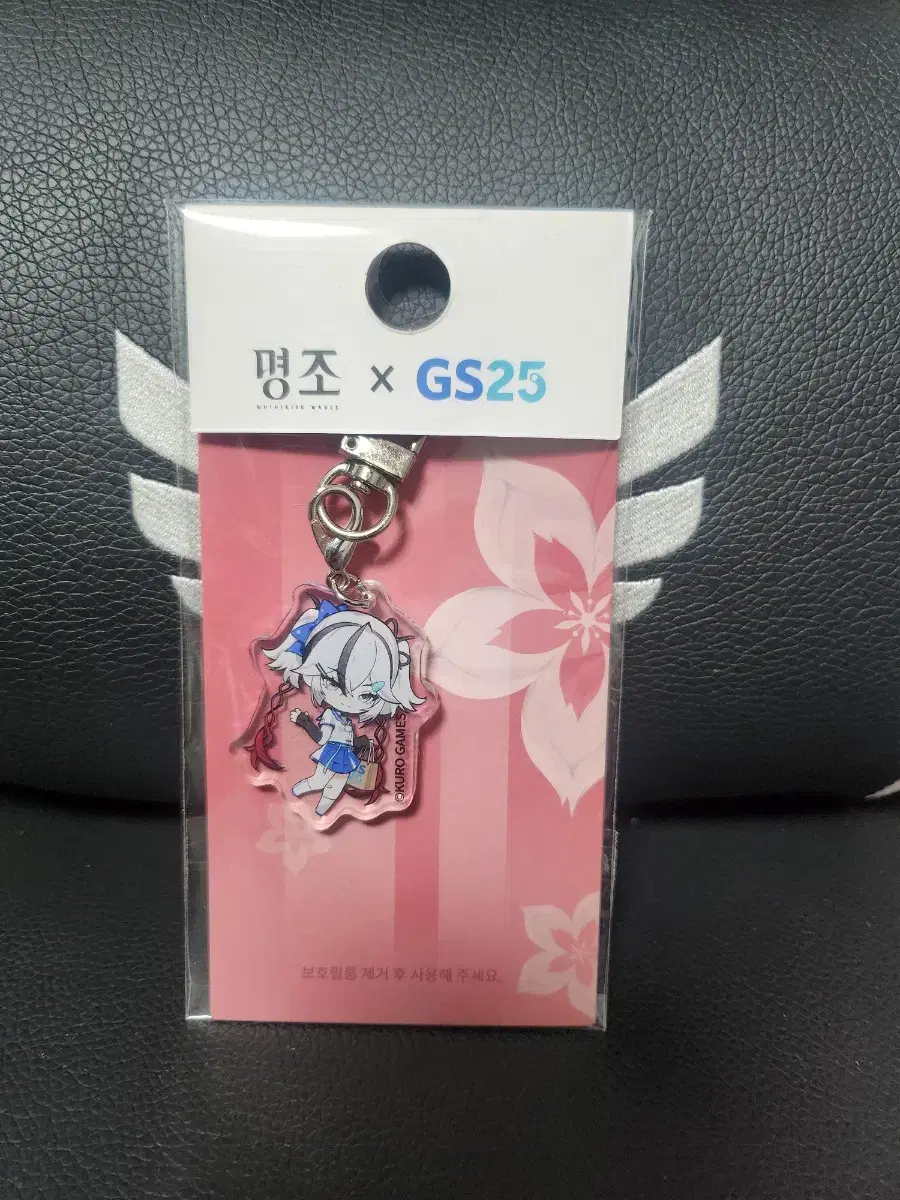 명조 × GS25
WUTHERING WAVES
©KURO GAMES
보호필름 제거 후 사용해 주세요.